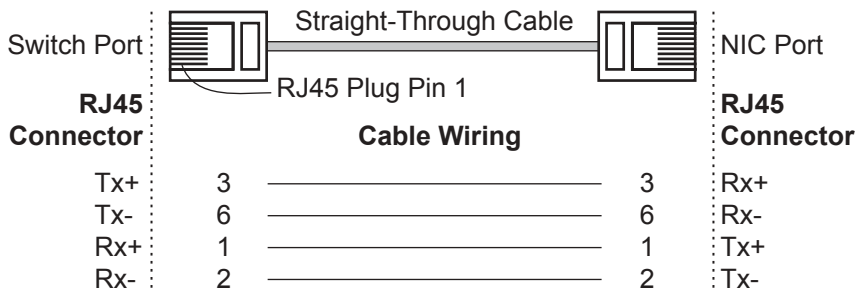 Straight-Through Cable
Switch Port NIC Port
RJ45 Plug Pin 1
RJ45 RJ45
Connector Cable Wiring Connector
Tx+ 3 3 Rx+
Tx- 6 6 Rx-
Rx+ 1 1 Tx+
Rx- 2 2 Tx-